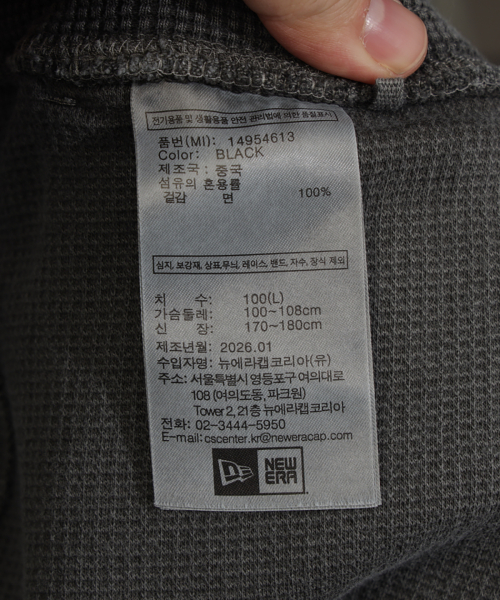 전기용품 및 생활용품 안전 관리법에 의한 품질표시
품번(MI): 14954613
Color: BLACK
제조국 : 중국
섬유의 혼용률
겉감 면 100%
심지, 보강재, 상표,무늬, 레이스, 밴드, 자수, 장식 제외
치 수: 100(L)
가슴둘레: 100~108cm
신 장: 170~180cm
제조년월: 2026.01
수입자명: 뉴에라캡코리아(유)
주소: 서울특별시 영등포구 여의대로
108 (여의도동, 파크원)
Tower 2, 21층 뉴에라캡코리아
전화: 02-3444-5950
E-mail:cscenter.kr@neweracap.com
NEW
ERA